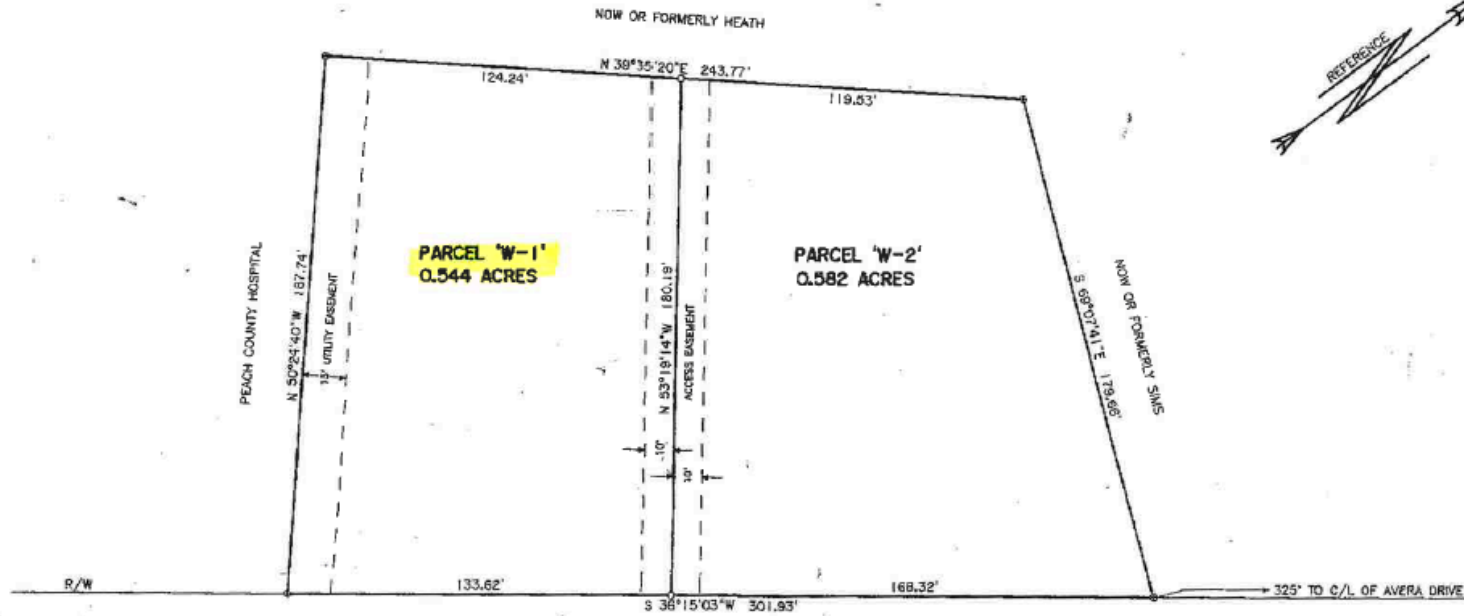 NOW OR FORMERLY HEATH
REFERENCE
N 39°35'20"E 243.77'
124.24'
119.53'
PEACH COUNTY HOSPITAL
N 50°24'40"W 187.74'
15' UTILITY EASEMENT
PARCEL 'W-1'
0.544 ACRES
N 53°19'14"W 180.19'
ACCESS EASEMENT
10'
10'
PARCEL 'W-2'
0.582 ACRES
S 69°07'41"E 179.66'
NOW OR FORMERLY SIMS
R/W
133.62'
168.32'
S 36°15'03"W 301.93'
325' TO C/L OF AVERA DRIVE